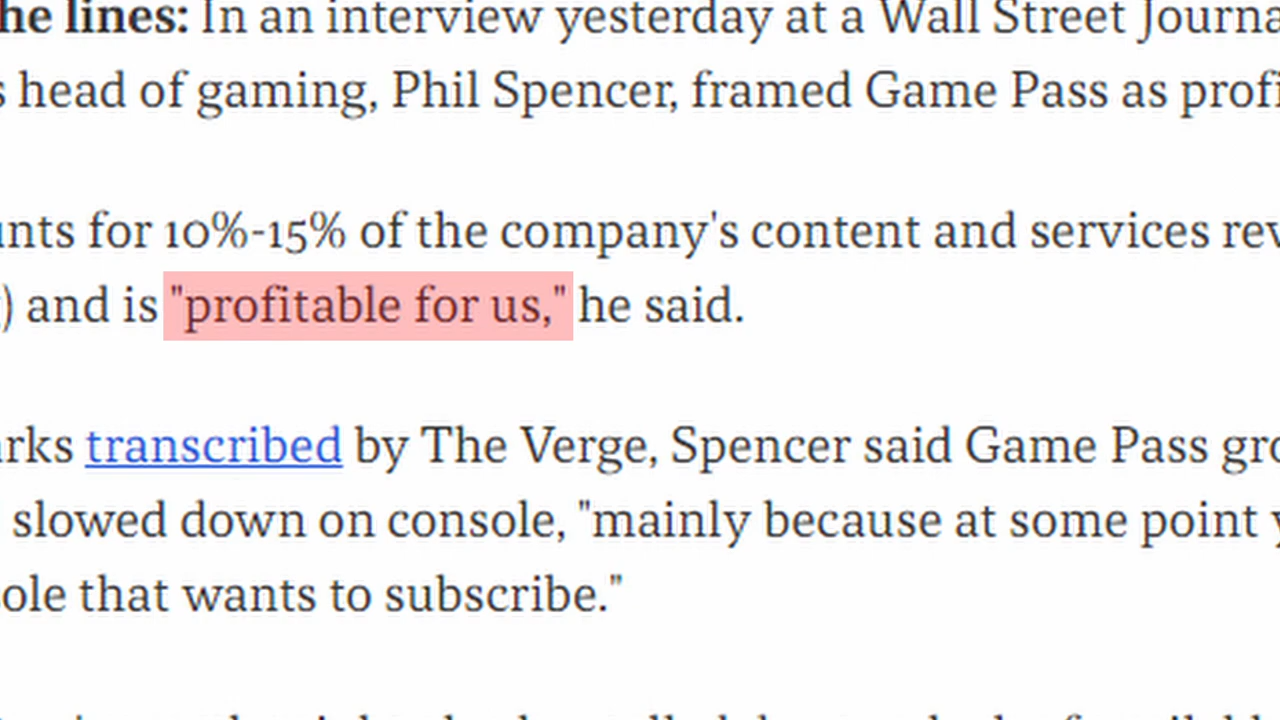 he lines: In an interview yesterday at a Wall Street Journa
s head of gaming, Phil Spencer, framed Game Pass as profi
unts for 10%-15% of the company's content and services rev
) and is "profitable for us," he said.
arks transcribed by The Verge, Spencer said Game Pass gro
slowed down on console, "mainly because at some point y
ole that wants to subscribe."